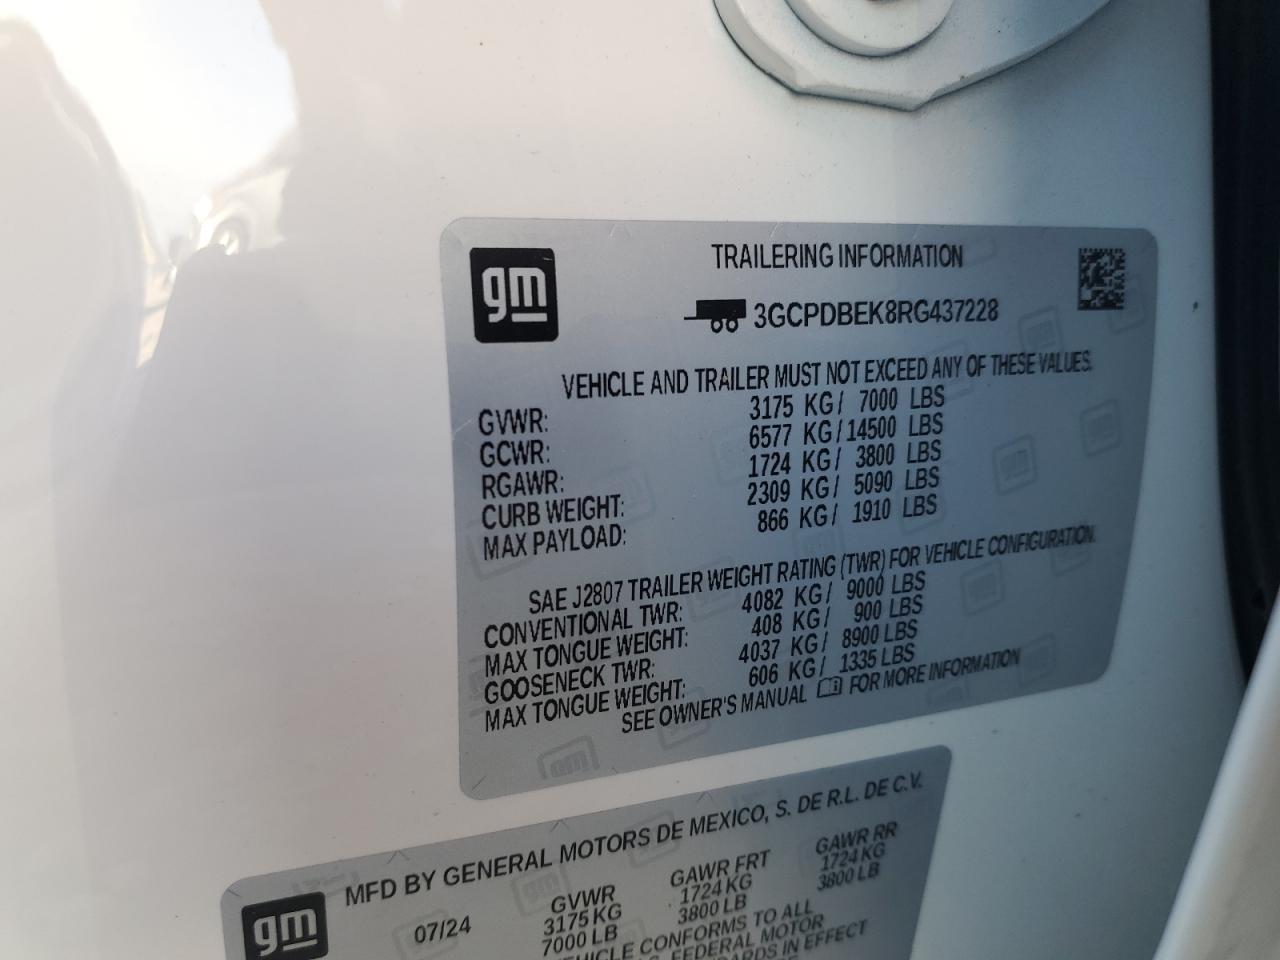 gm
TRAILERING INFORMATION
3GCPDBEK8RG437228
VEHICLE AND TRAILER MUST NOT EXCEED ANY OF THESE VALUES.
GVWR: 3175 KG/ 7000 LBS
GCWR: 6577 KG/14500 LBS
RGAWR: 1724 KG/ 3800 LBS
CURB WEIGHT: 2309 KG/ 5090 LBS
MAX PAYLOAD: 866 KG/ 1910 LBS
SAE J2807 TRAILER WEIGHT RATING (TWR) FOR VEHICLE CONFIGURATION.
CONVENTIONAL TWR: 4082 KG/ 9000 LBS
MAX TONGUE WEIGHT: 408 KG/ 900 LBS
GOOSENECK TWR: 4037 KG/ 8900 LBS
MAX TONGUE WEIGHT: 606 KG/ 1335 LBS
SEE OWNER'S MANUAL FOR MORE INFORMATION
gm
MFD BY GENERAL MOTORS DE MEXICO, S. DE R.L. DE C.V.
07/24
GVWR GAWR FRT GAWR RR
3175 KG 1724 KG 1724 KG
7000 LB 3800 LB 3800 LB
VEHICLE CONFORMS TO ALL
FEDERAL MOTOR
IN EFFECT